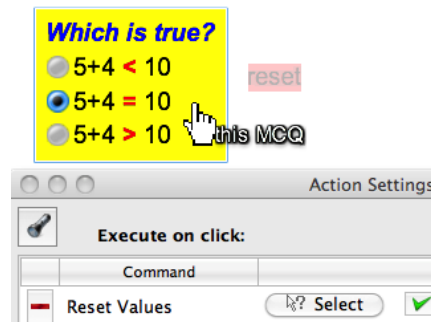 Which is true?
5+4 < 10
reset
5+4 = 10
5+4 > 10
this MCQ
Action Settings
Execute on click:
Command
Reset Values
? Select